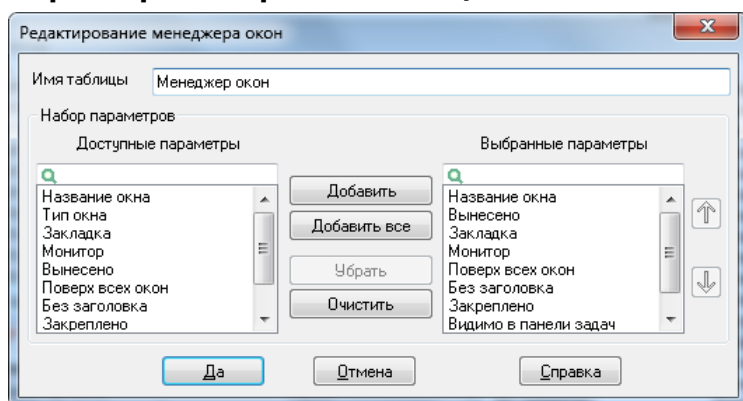 Редактирование менеджера окон
Имя таблицы Менеджер окон
Набор параметров
Доступные параметры Выбранные параметры
Название окна Добавить Название окна
Тип окна Вынесено
Закладка Добавить все Закладка
Монитор Монитор
Вынесено Убрать Поверх всех окон
Поверх всех окон Без заголовка
Без заголовка Очистить Закреплено
Закреплено Видимо в панели задач
Да Отмена Справка